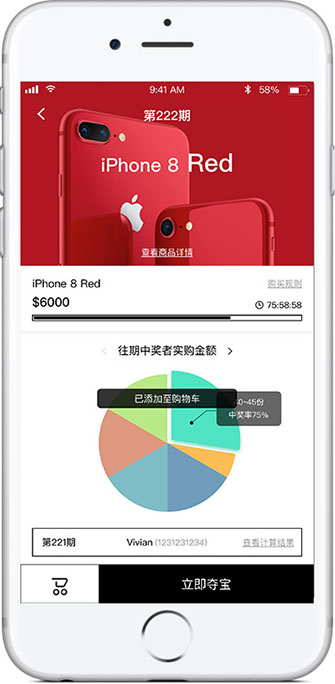 9:41 AM
58%
第222期
iPhone 8 Red
查看商品详情
iPhone 8 Red
购买规则
$6000
75:58:58
往期中奖者实购金额
已添加至购物车
0~45份
中奖率75%
第221期
Vivian (1231231234)
查看计算结果
立即夺宝